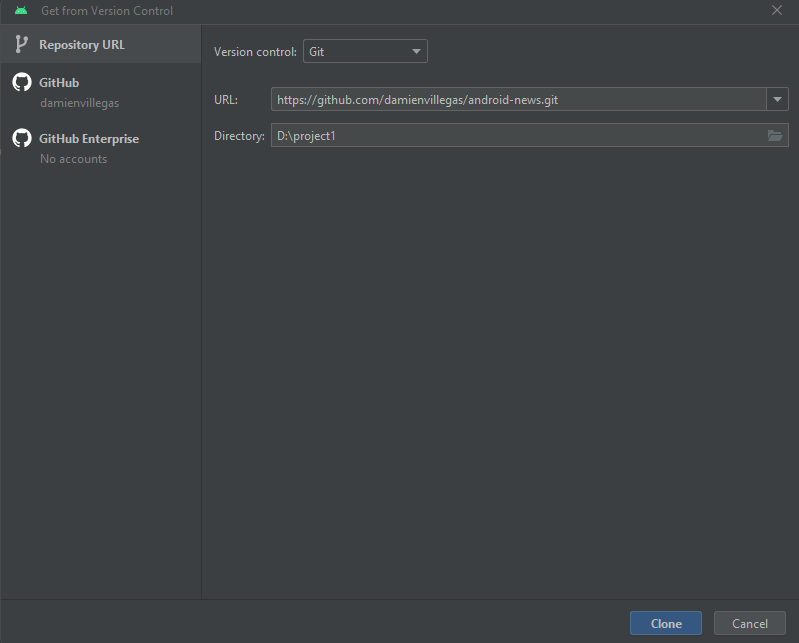 Get from Version Control
Repository URL
GitHub
damienvillegas
GitHub Enterprise
No accounts
Version control: Git
URL: https://github.com/damienvillegas/android-news.git
Directory: D:\project1
Clone Cancel